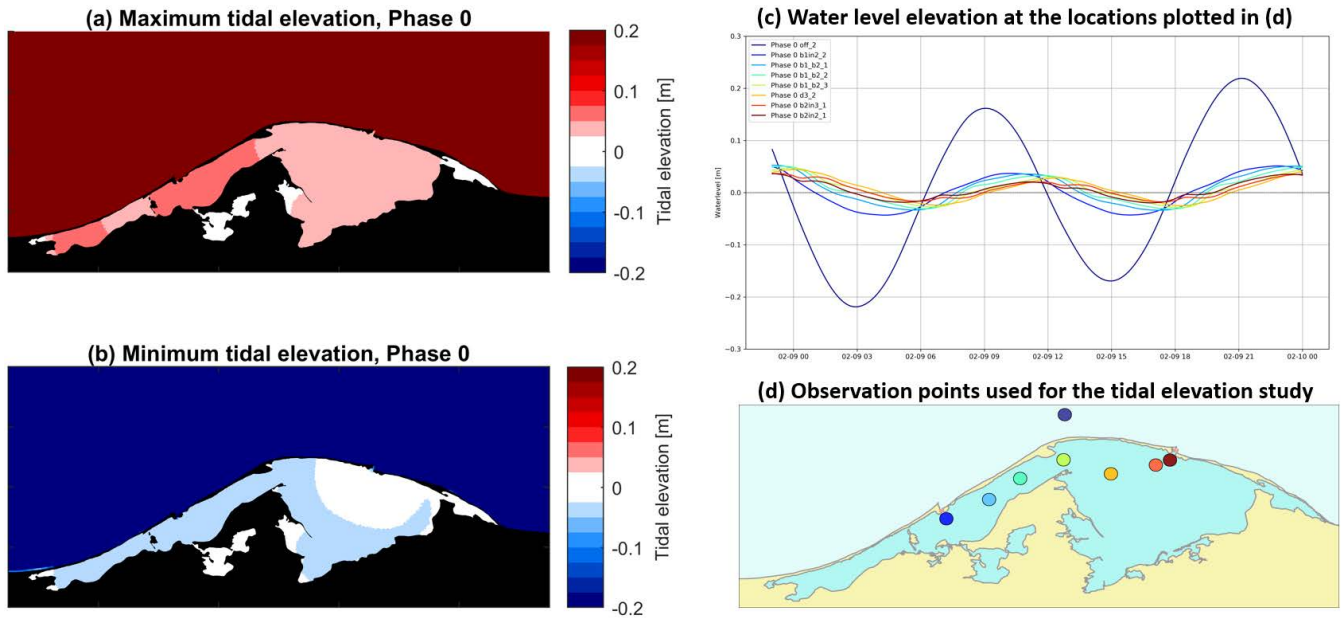 (a) Maximum tidal elevation, Phase 0
0.2
0.1
0
-0.1
-0.2
Tidal elevation [m]
(b) Minimum tidal elevation, Phase 0
0.2
0.1
0
-0.1
-0.2
Tidal elevation [m]
(c) Water level elevation at the locations plotted in (d)
0.3
0.2
0.1
0.0
−0.1
−0.2
−0.3
Waterlevel [m]
Phase 0 off_2
Phase 0 b1in2_2
Phase 0 b1_b2_1
Phase 0 b1_b2_2
Phase 0 b1_b2_3
Phase 0 d3_2
Phase 0 b2in3_1
Phase 0 b2in2_1
02-09 00
02-09 03
02-09 06
02-09 09
02-09 12
02-09 15
02-09 18
02-09 21
02-10 00
(d) Observation points used for the tidal elevation study